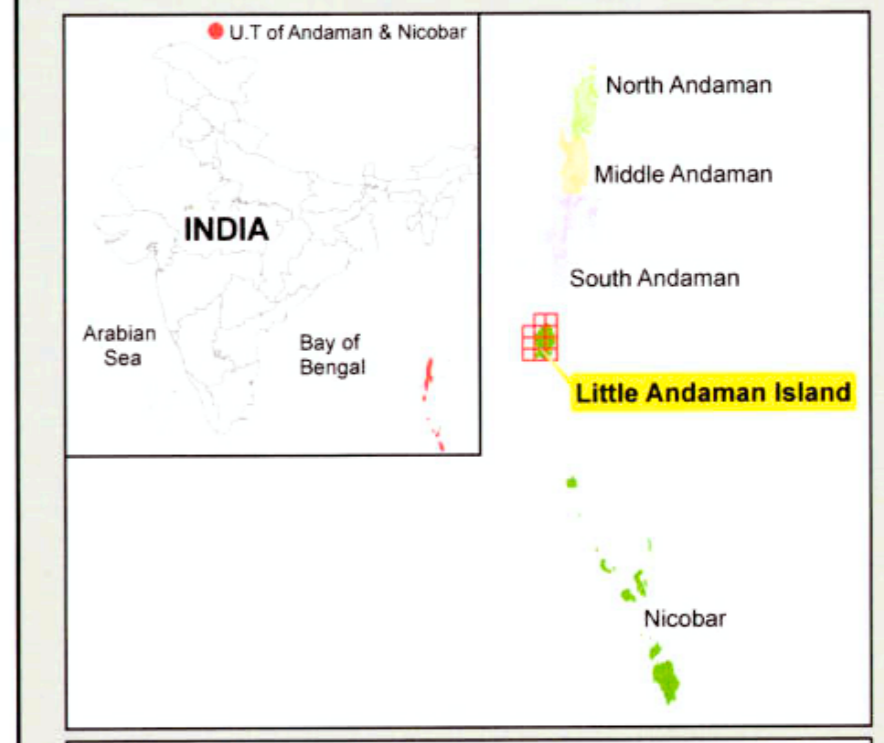 U.T of Andaman & Nicobar
INDIA
Arabian
Sea
Bay of
Bengal
North Andaman
Middle Andaman
South Andaman
Little Andaman Island
Nicobar